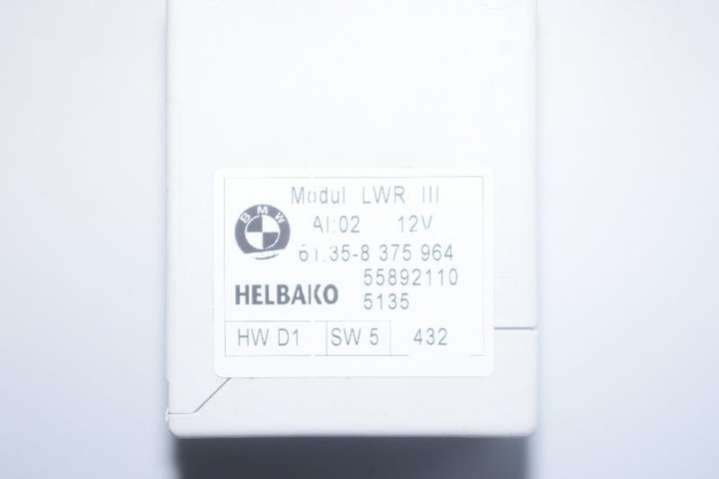 Modul LWR III
BMW
AI:02 12V
61.35-8 375 964
55892110
HELBAKO 5135
HW D1 SW 5 432